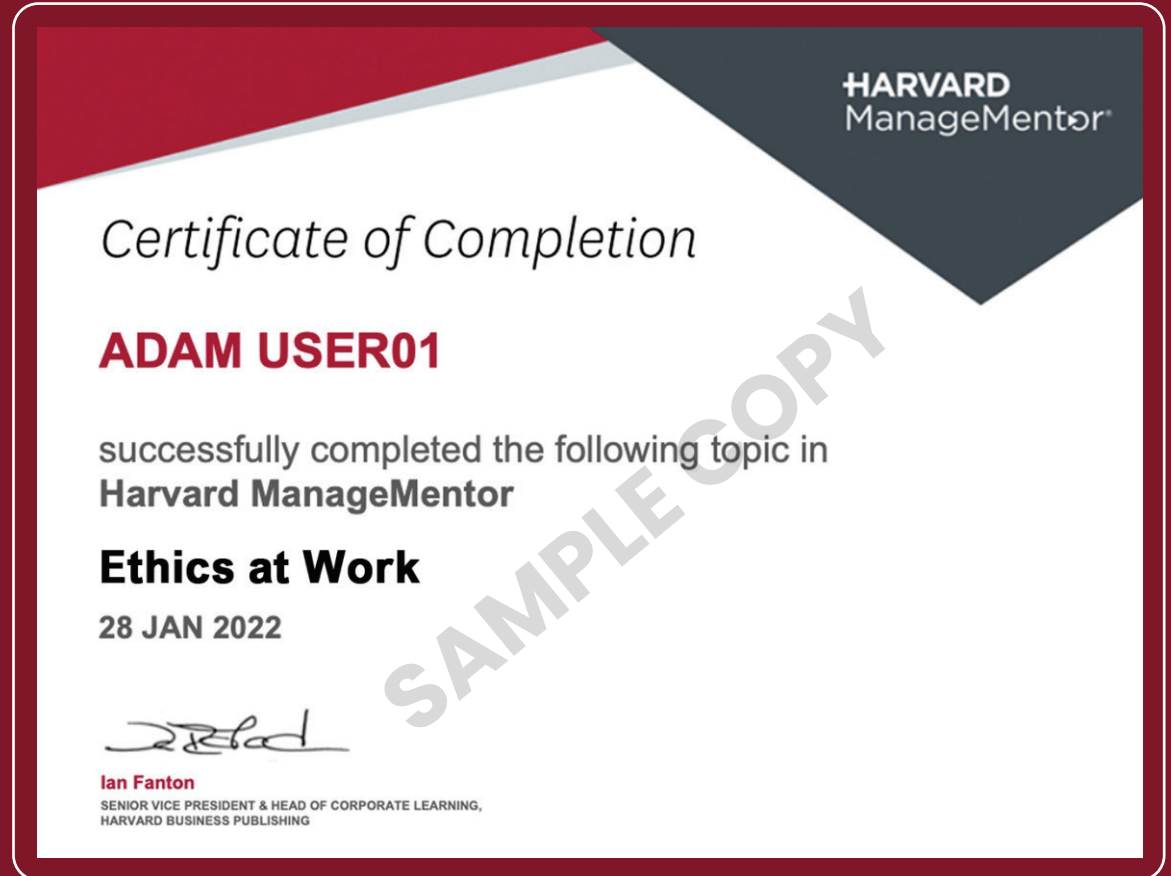 HARVARD
ManageMentor®
Certificate of Completion
ADAM USER01
successfully completed the following topic in
Harvard ManageMentor
Ethics at Work
28 JAN 2022
SAMPLE COPY
Ian Fanton
SENIOR VICE PRESIDENT & HEAD OF CORPORATE LEARNING,
HARVARD BUSINESS PUBLISHING